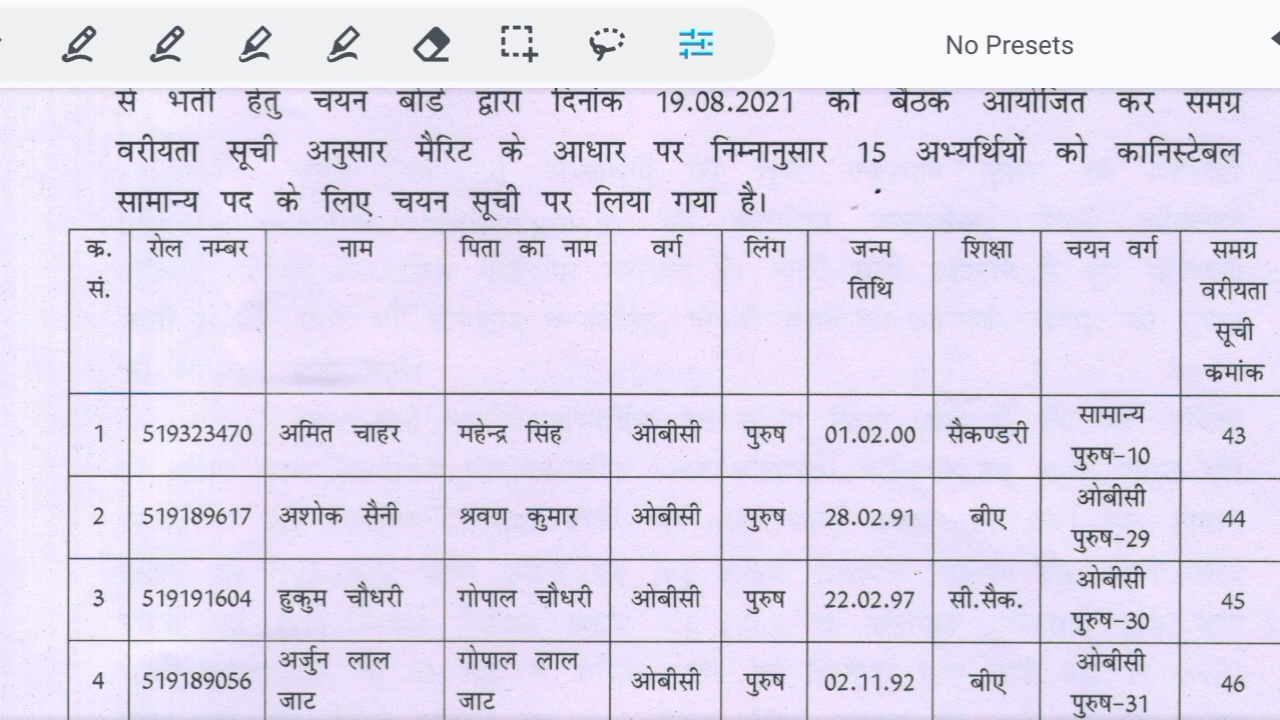 No Presets
से भर्ती हेतु चयन बोर्ड द्वारा दिनांक 19.08.2021 को बैठक आयोजित कर समग्र
वरीयता सूची अनुसार मैरिट के आधार पर निम्नानुसार 15 अभ्यर्थियों को कानिस्टेबल
सामान्य पद के लिए चयन सूची पर लिया गया है।
क्र. सं. रोल नम्बर नाम पिता का नाम वर्ग लिंग जन्म तिथि शिक्षा चयन वर्ग समग्र वरीयता सूची क्रमांक
1 519323470 अमित चाहर महेन्द्र सिंह ओबीसी पुरुष 01.02.00 सैकण्डरी सामान्य पुरुष-10 43
2 519189617 अशोक सैनी श्रवण कुमार ओबीसी पुरुष 28.02.91 बीए ओबीसी पुरुष-29 44
3 519191604 हुकुम चौधरी गोपाल चौधरी ओबीसी पुरुष 22.02.97 सी.सैक. ओबीसी पुरुष-30 45
4 519189056 अर्जुन लाल जाट गोपाल लाल जाट ओबीसी पुरुष 02.11.92 बीए ओबीसी पुरुष-31 46